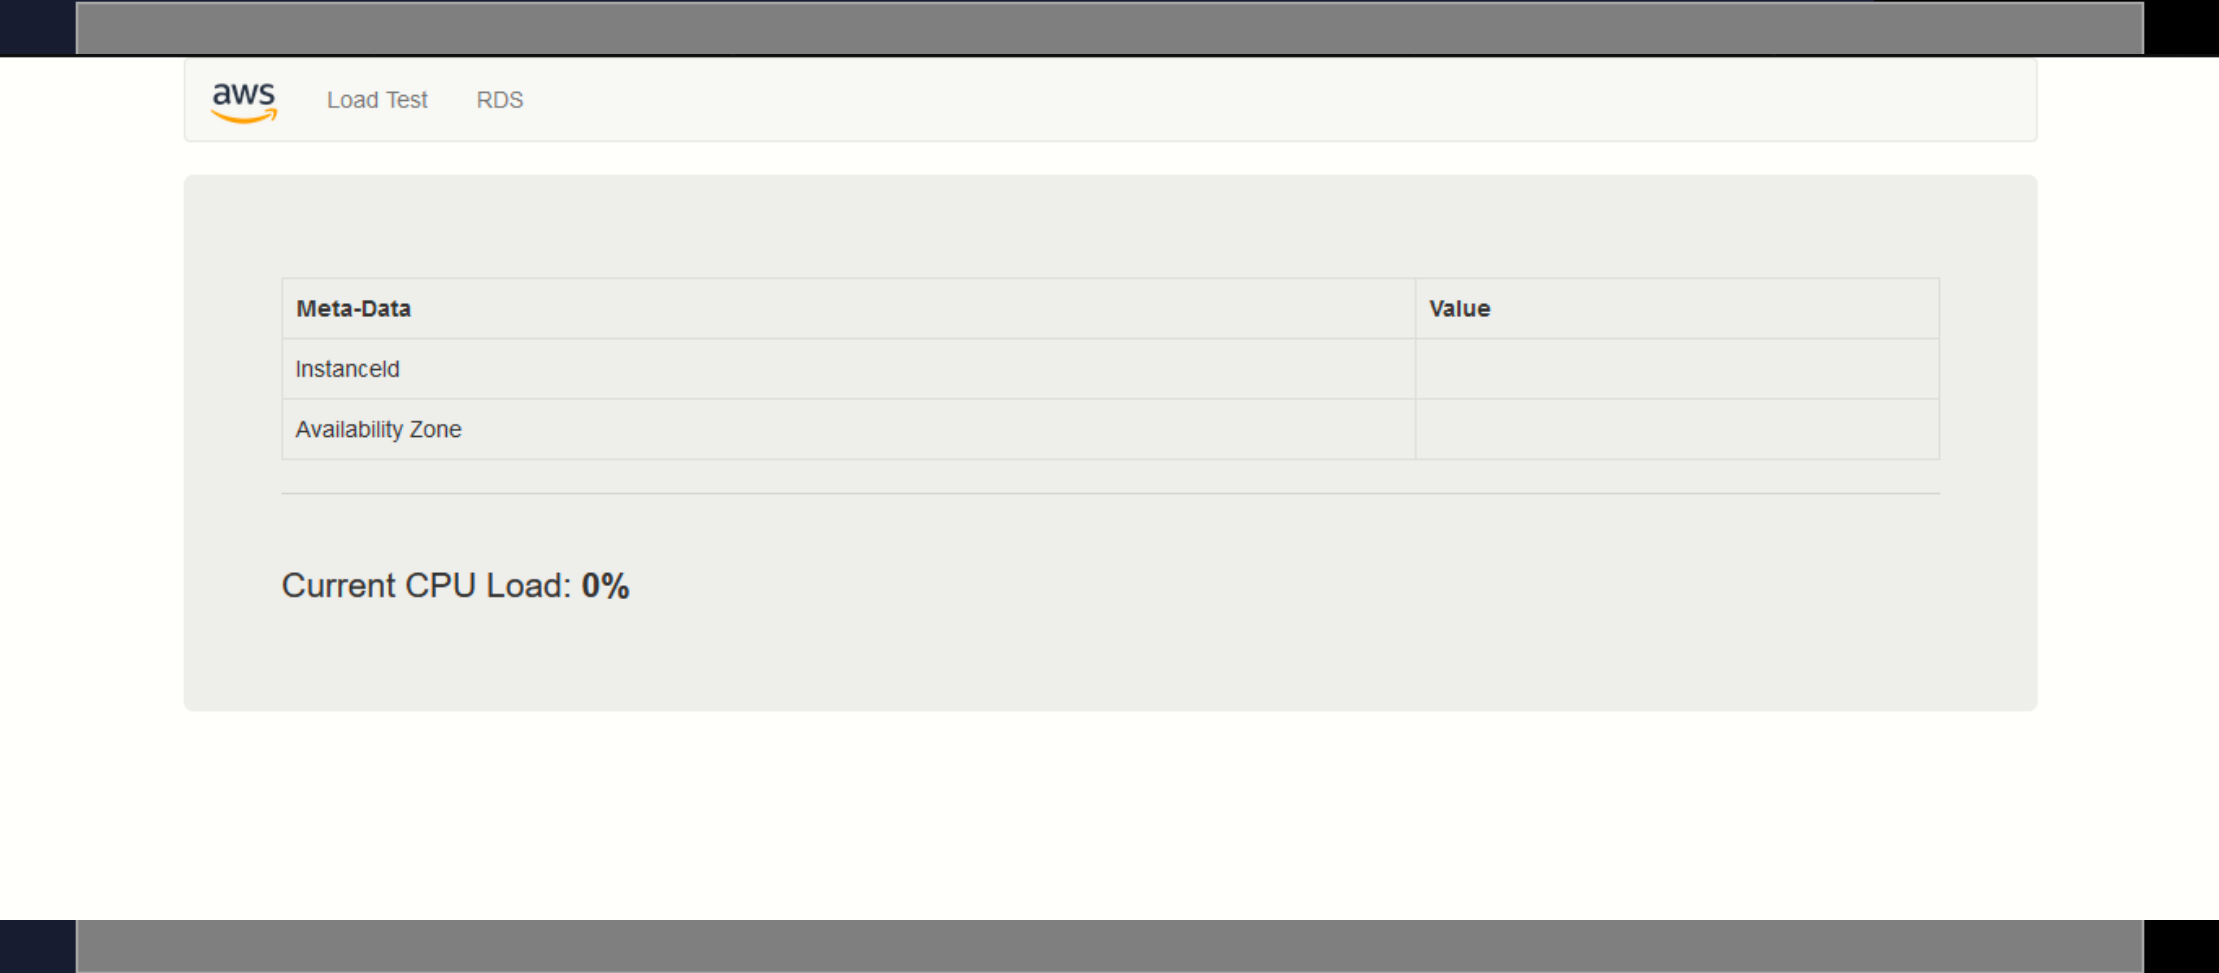 aws Load Test RDS
Meta-Data Value
InstanceId
Availability Zone
Current CPU Load: 0%